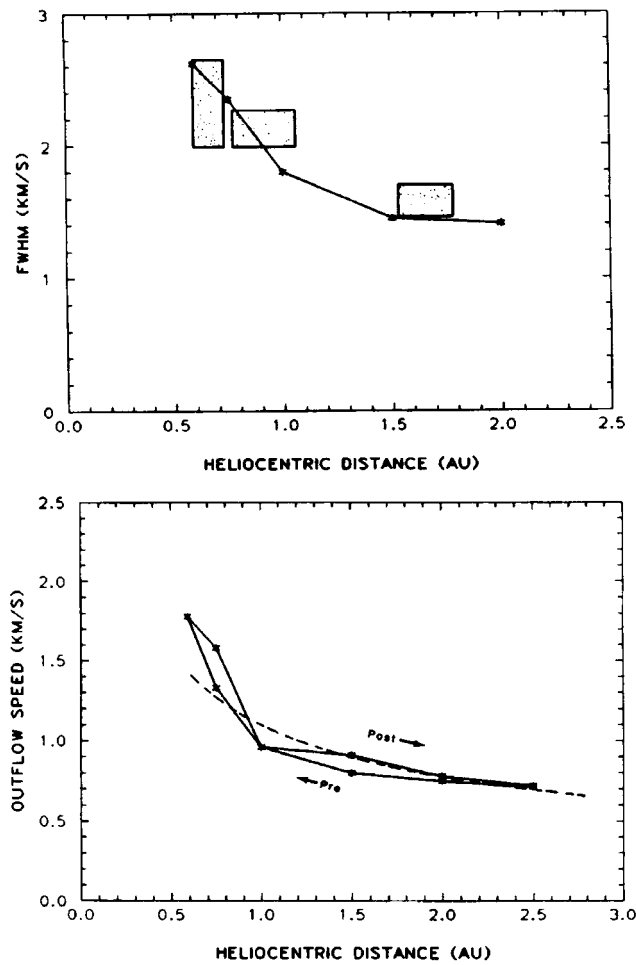 3
2
1
0
FWHM (KM/S)
0.0 0.5 1.0 1.5 2.0 2.5
HELIOCENTRIC DISTANCE (AU)
2.0
1.5
1.0
0.5
0.0
OUTFLOW SPEED (KM/S)
Post
Pre
0.0 0.5 1.0 1.5 2.0 2.5 3.0
HELIOCENTRIC DISTANCE (AU)